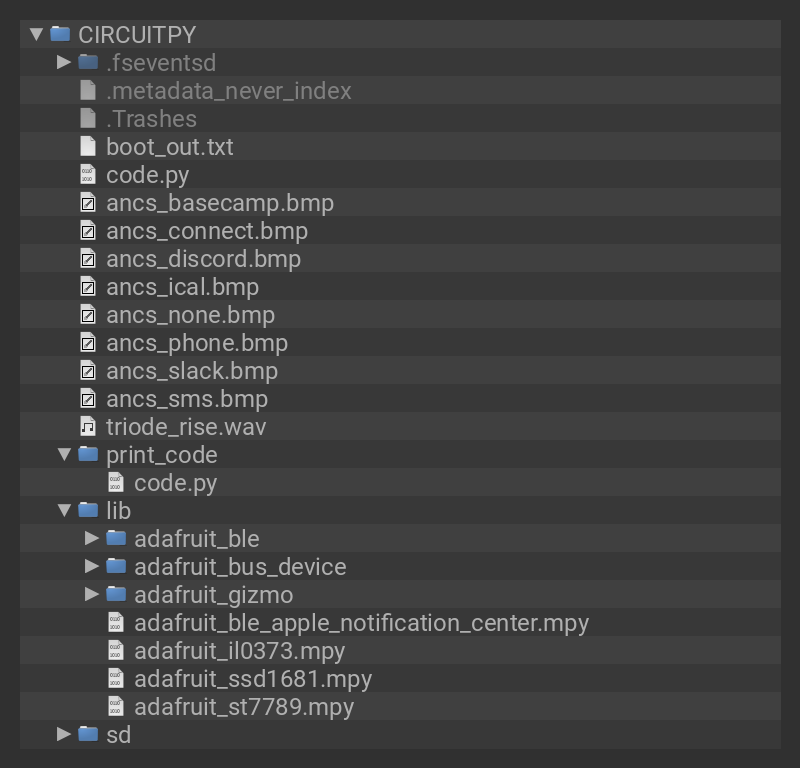 CIRCUITPY
.fseventsd
.metadata_never_index
.Trashes
boot_out.txt
code.py
ancs_basecamp.bmp
ancs_connect.bmp
ancs_discord.bmp
ancs_ical.bmp
ancs_none.bmp
ancs_phone.bmp
ancs_slack.bmp
ancs_sms.bmp
triode_rise.wav
print_code
code.py
lib
adafruit_ble
adafruit_bus_device
adafruit_gizmo
adafruit_ble_apple_notification_center.mpy
adafruit_il0373.mpy
adafruit_ssd1681.mpy
adafruit_st7789.mpy
sd